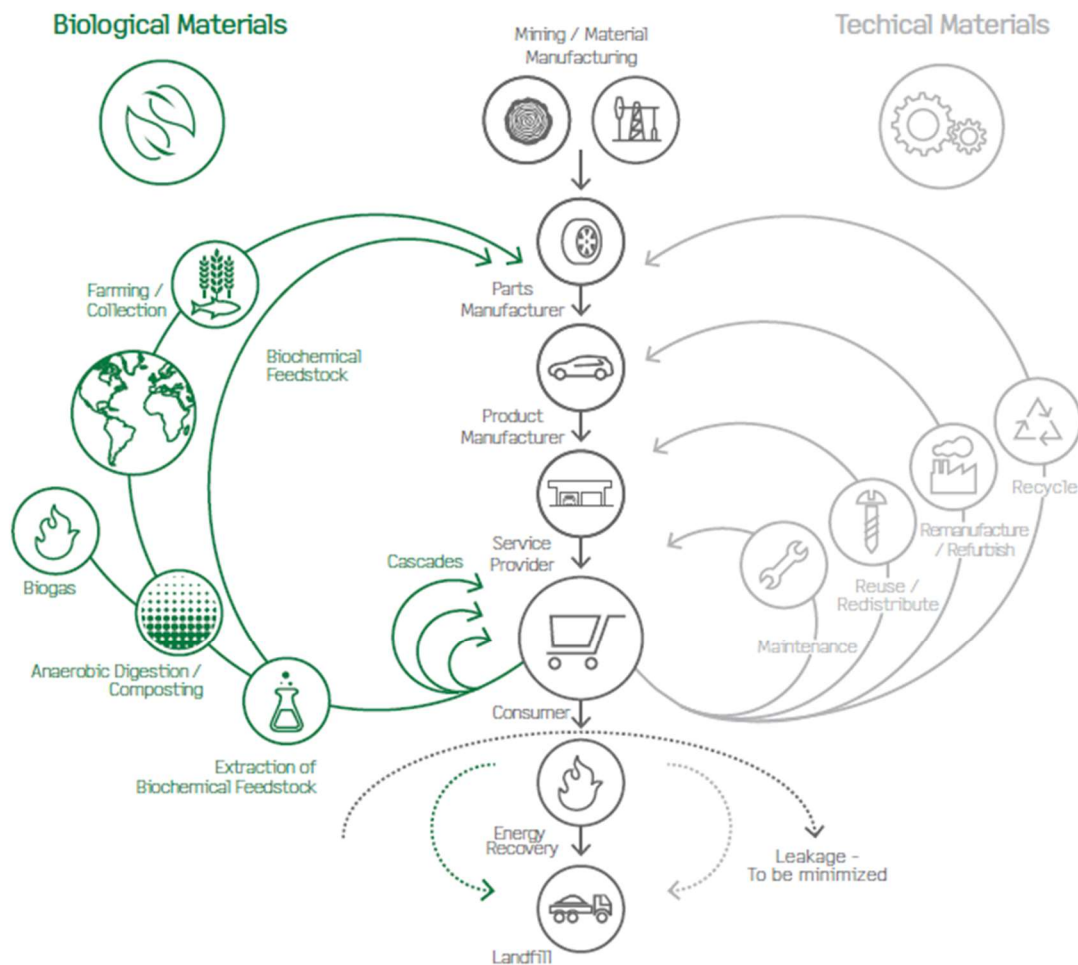 Biological Materials
Mining / Material
Manufacturing
Techical Materials
Farming /
Collection
Parts
Manufacturer
Biochemical
Feedstock
Product
Manufacturer
Recycle
Remanufacture
/ Refurbish
Service
Provider
Cascades
Reuse /
Redistribute
Biogas
Maintenance
Anaerobic Digestion /
Composting
Consumer
Extraction of
Biochemical Feedstock
Energy
Recovery
Leakage -
To be minimized
Landfill